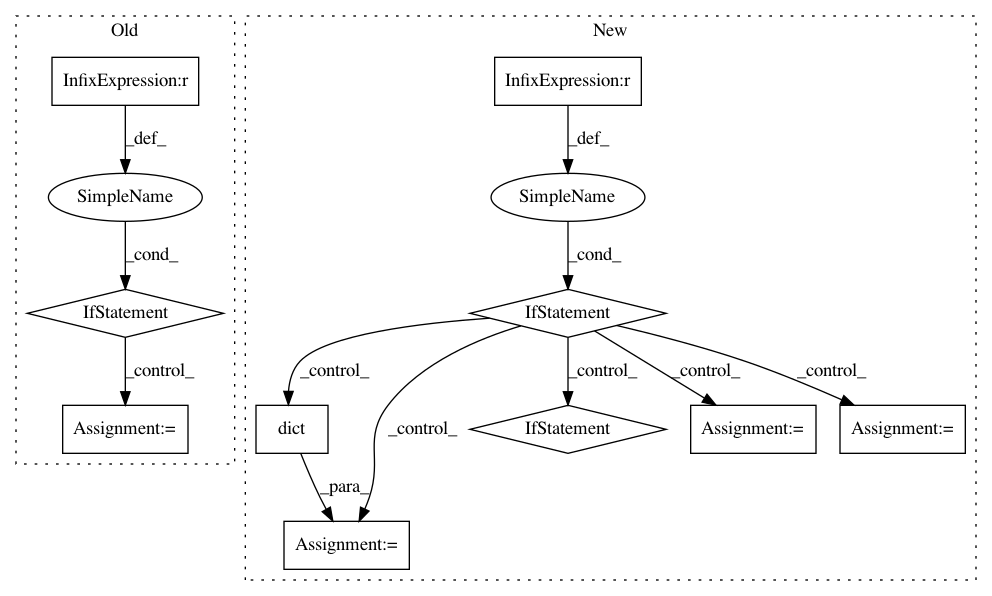 Old
New
InfixExpression:r
InfixExpression:r
_def_
_def_
SimpleName
SimpleName
_cond_
_cond_
IfStatement
IfStatement
_control_
_control_
_control_
_control_
_control_
Assignment:=
dict
_control_
IfStatement
Assignment:=
Assignment:=
_para_
Assignment:=